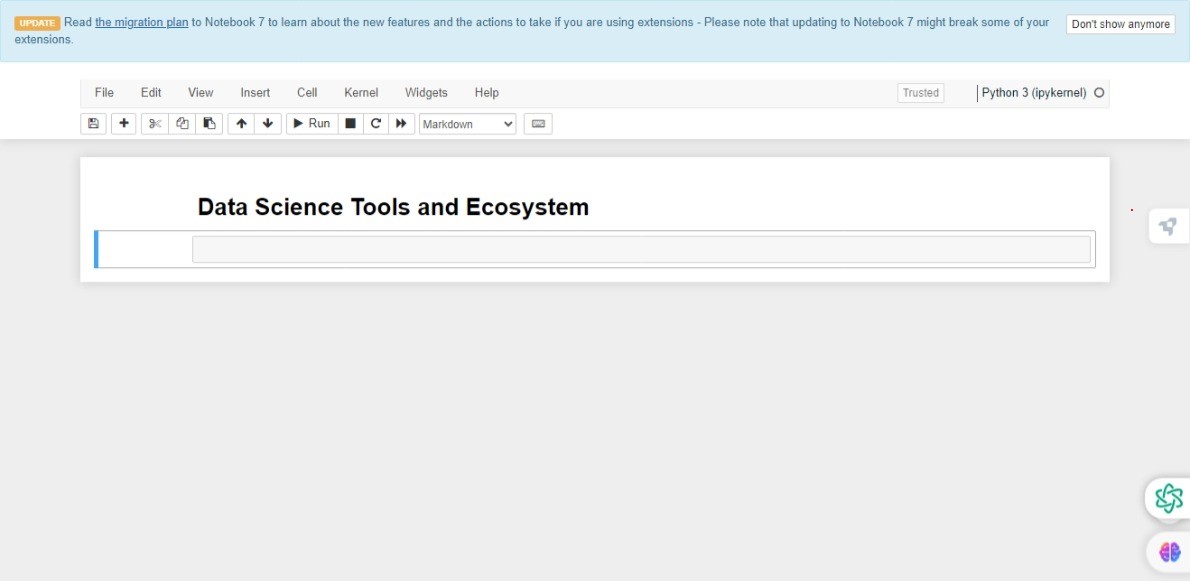 UPDATE Read the migration plan to Notebook 7 to learn about the new features and the actions to take if you are using extensions - Please note that updating to Notebook 7 might break some of your
extensions.
Don't show anymore
File Edit View Insert Cell Kernel Widgets Help Trusted Python 3 (ipykernel)
Run Markdown
Data Science Tools and Ecosystem